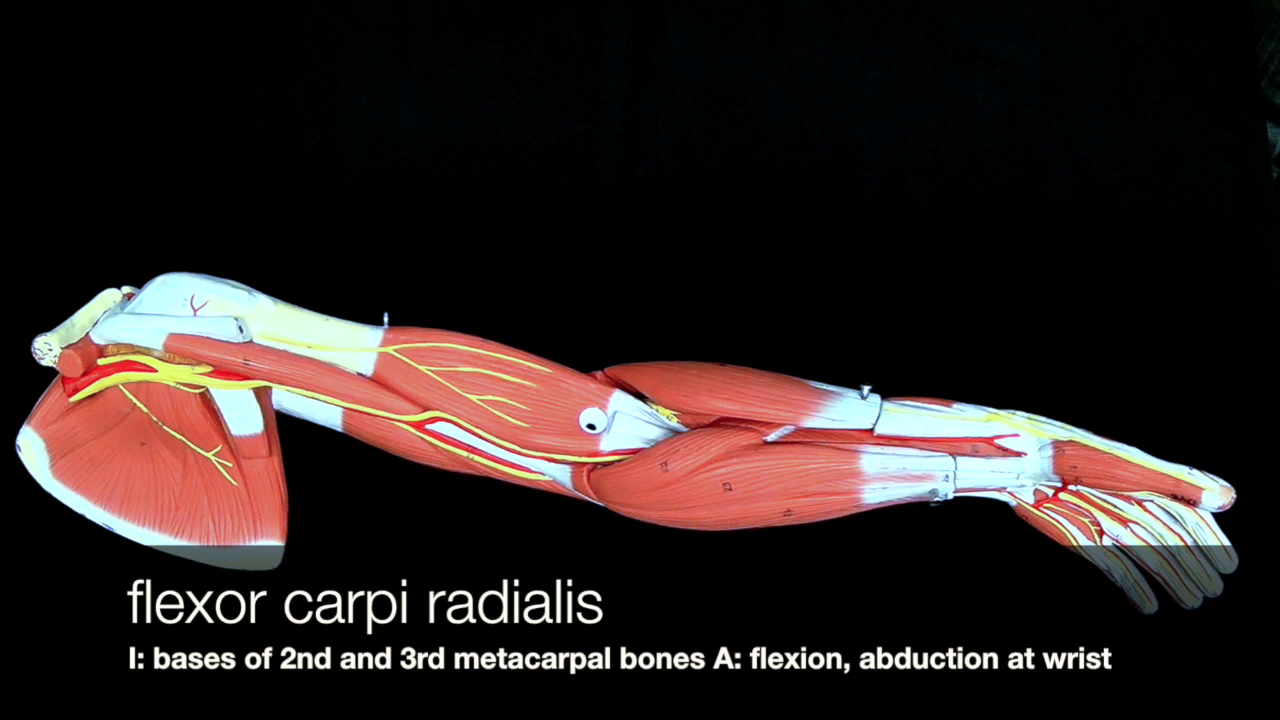 flexor carpi radialis
I: bases of 2nd and 3rd metacarpal bones A: flexion, abduction at wrist